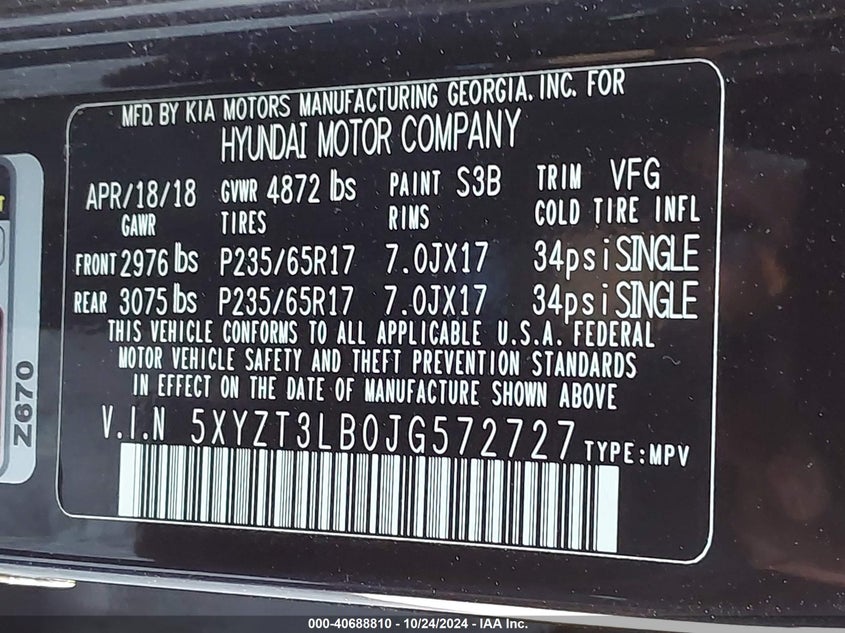 MFD. BY KIA MOTORS MANUFACTURING GEORGIA. INC. FOR
HYUNDAI MOTOR COMPANY
APR/18/18 GVWR 4872 lbs PAINT S3B TRIM VFG
GAWR TIRES RIMS COLD TIRE INFL
FRONT 2976 lbs P235/65R17 7.0JX17 34psi SINGLE
REAR 3075 lbs P235/65R17 7.0JX17 34psi SINGLE
THIS VEHICLE CONFORMS TO ALL APPLICABLE U.S.A. FEDERAL
MOTOR VEHICLE SAFETY AND THEFT PREVENTION STANDARDS
IN EFFECT ON THE DATE OF MANUFACTURE SHOWN ABOVE
V.I.N 5XYZT3LB0JG572727 TYPE:MPV
Z670
000-40688810 - 10/24/2024 - IAA Inc.